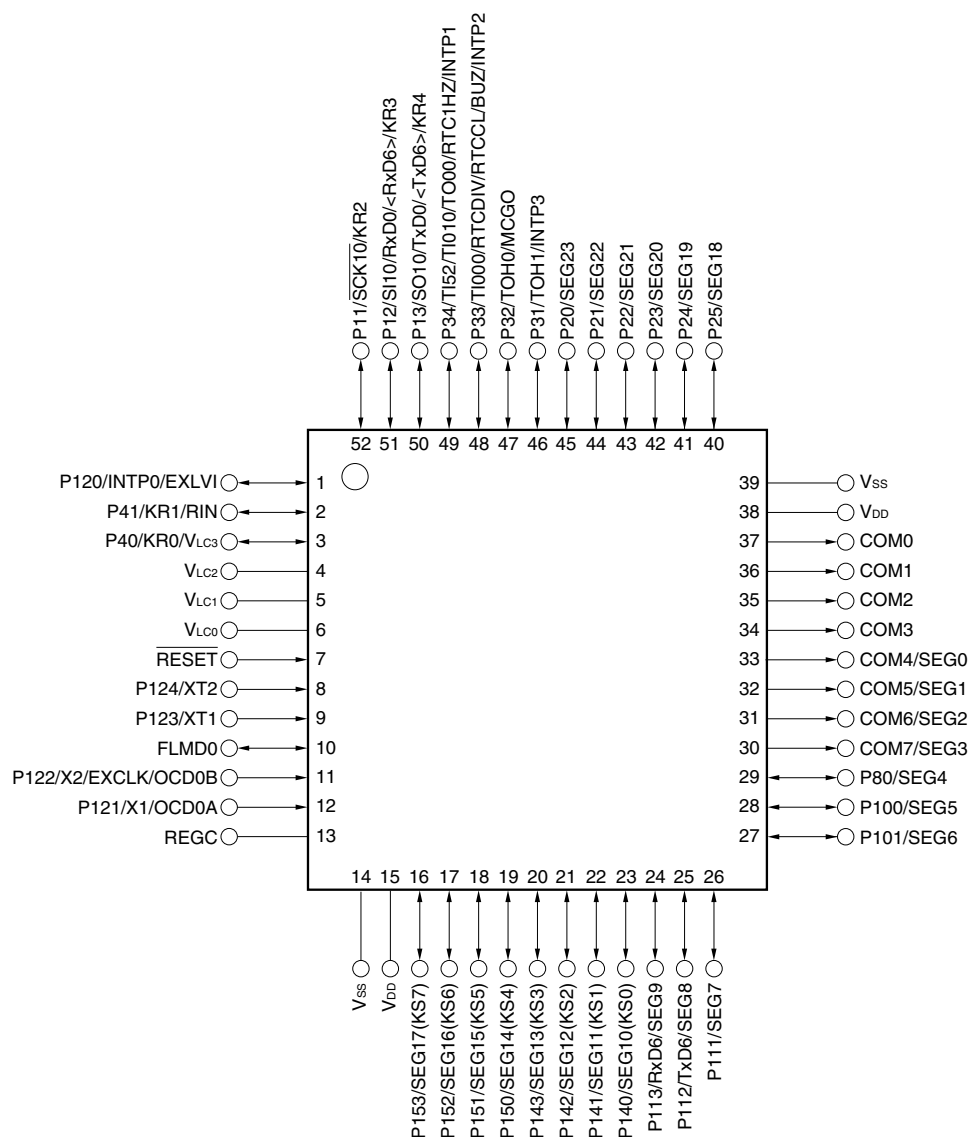 P11/SCK10/KR2
P12/SI10/RxD0/<RxD6>/KR3
P13/SO10/TxD0/<TxD6>/KR4
P34/TI52/TI010/TO00/RTC1HZ/INTP1
P33/TI000/RTCDIV/RTCCL/BUZ/INTP2
P32/TOH0/MCGO
P31/TOH1/INTP3
P20/SEG23
P21/SEG22
P22/SEG21
P23/SEG20
P24/SEG19
P25/SEG18
52 51 50 49 48 47 46 45 44 43 42 41 40
P120/INTP0/EXLVI 1
P41/KR1/RIN 2
P40/KR0/VLC3 3
VLC2 4
VLC1 5
VLC0 6
RESET 7
P124/XT2 8
P123/XT1 9
FLMD0 10
P122/X2/EXCLK/OCD0B 11
P121/X1/OCD0A 12
REGC 13
39 VSS
38 VDD
37 COM0
36 COM1
35 COM2
34 COM3
33 COM4/SEG0
32 COM5/SEG1
31 COM6/SEG2
30 COM7/SEG3
29 P80/SEG4
28 P100/SEG5
27 P101/SEG6
14 15 16 17 18 19 20 21 22 23 24 25 26
VSS
VDD
P153/SEG17(KS7)
P152/SEG16(KS6)
P151/SEG15(KS5)
P150/SEG14(KS4)
P143/SEG13(KS3)
P142/SEG12(KS2)
P141/SEG11(KS1)
P140/SEG10(KS0)
P113/RxD6/SEG9
P112/TxD6/SEG8
P111/SEG7